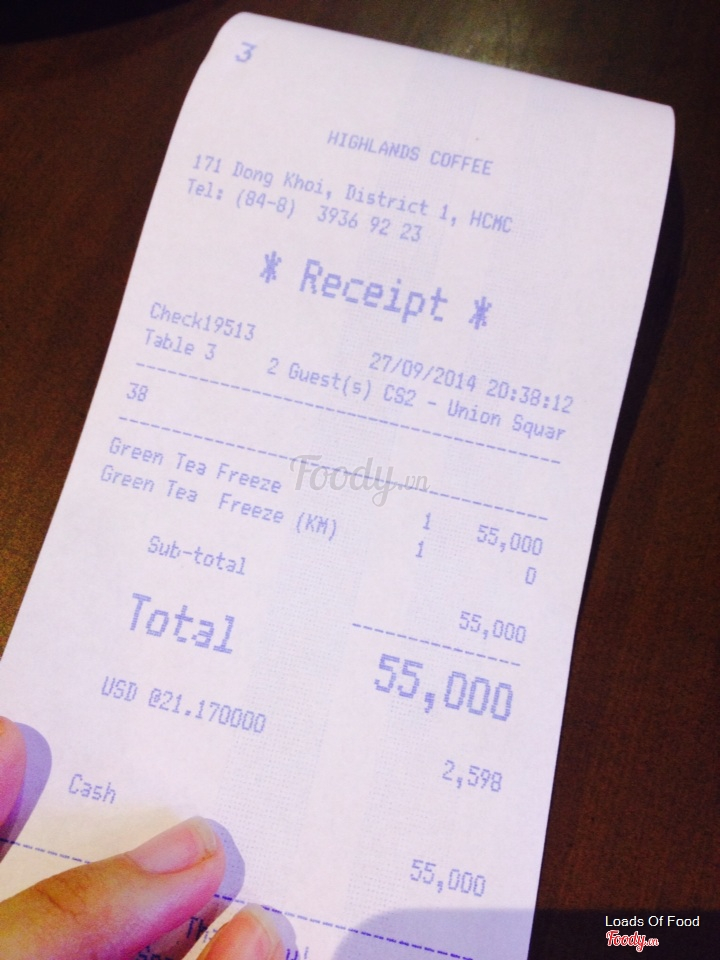 3
HIGHLANDS COFFEE
171 Dong Khoi, District 1, HCMC
Tel: (84-8) 3936 92 23
* Receipt *
Check19513 27/09/2014 20:38:12
Table 3 2 Guest(s) CS2 - Union Squar
38
Green Tea Freeze 1 55,000
Green Tea Freeze (KM) 1 0
Sub-total 55,000
Total 55,000
USD @21.170000 2,598
Cash 55,000
Foody.vn
Loads Of Food
Foody.vn